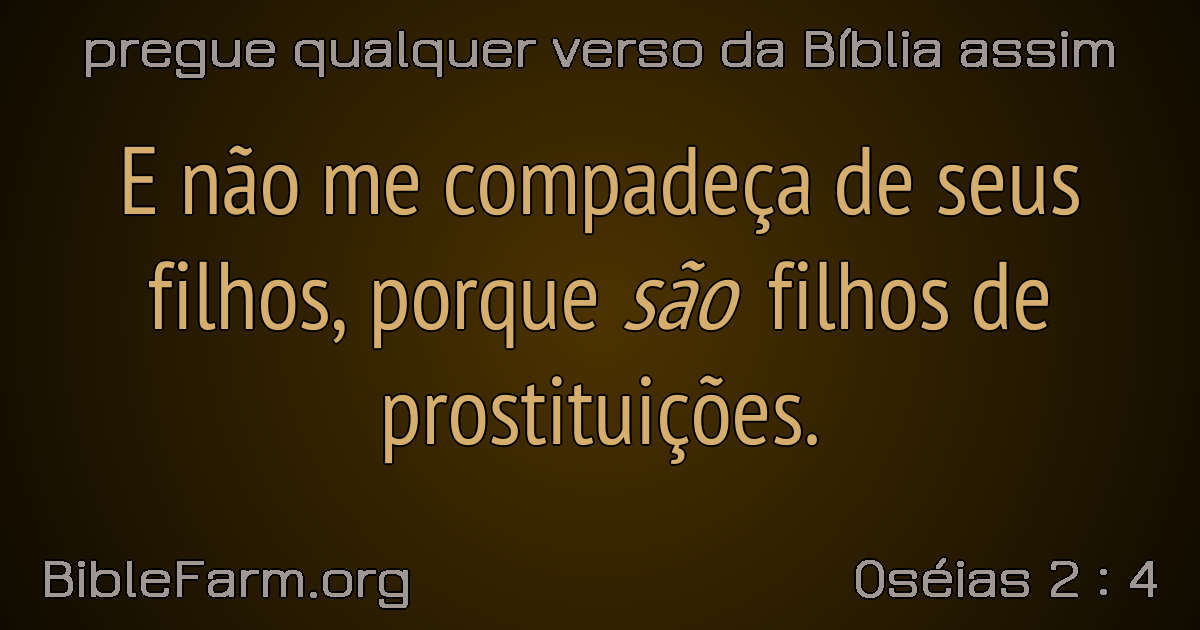 pregue qualquer verso da Bíblia assim
E não me compadeça de seus
filhos, porque são filhos de
prostituições.
BibleFarm.org
Oséias 2 : 4